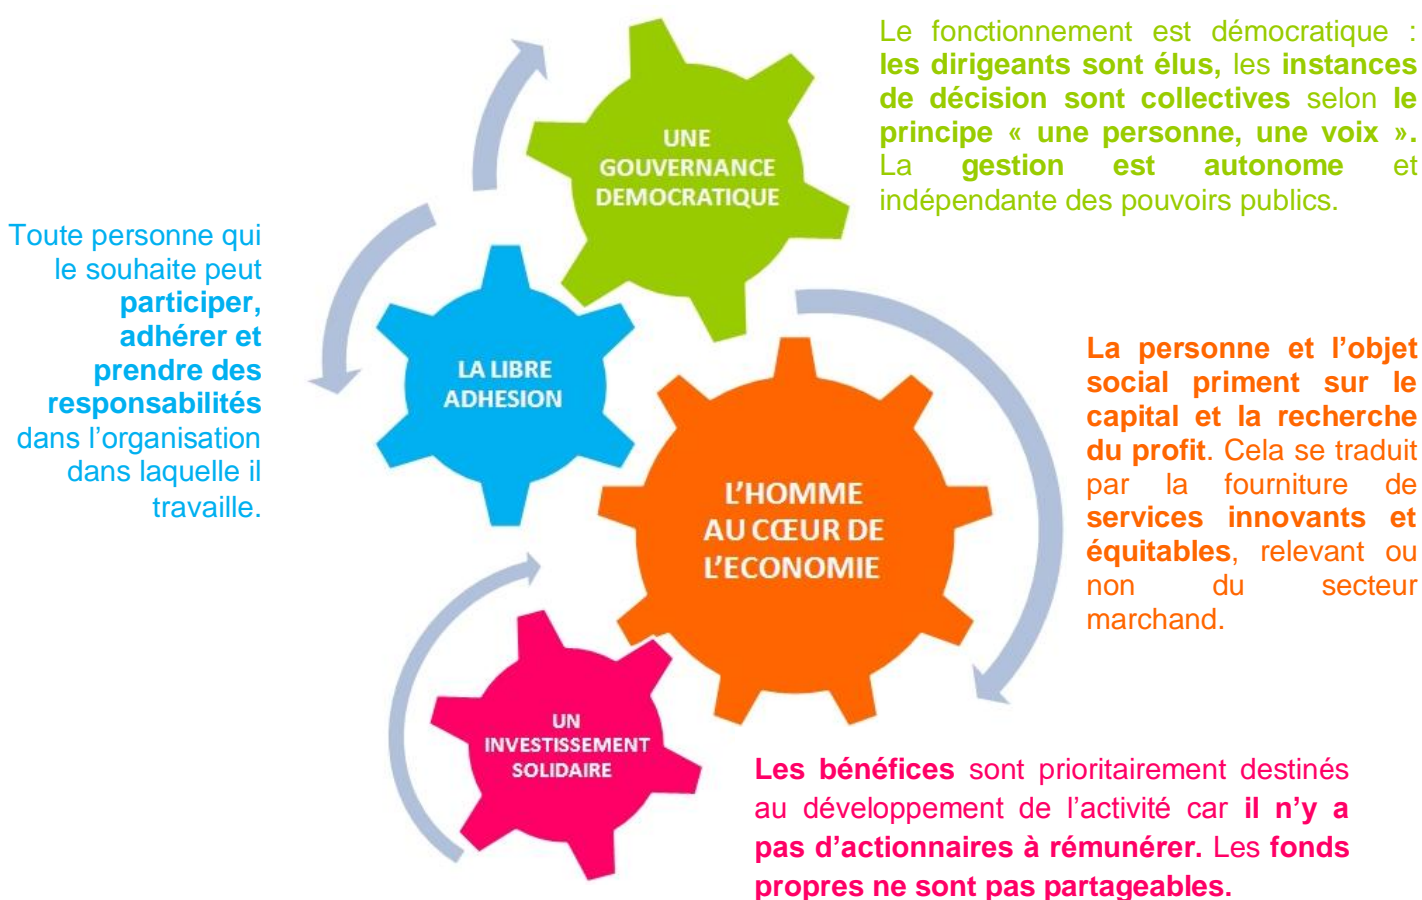 Le fonctionnement est démocratique :
les dirigeants sont élus, les instances
de décision sont collectives selon le
principe « une personne, une voix ».
La gestion est autonome et
indépendante des pouvoirs publics.
UNE
GOUVERNANCE
DEMOCRATIQUE
Toute personne qui
le souhaite peut
participer,
adhérer et
prendre des
responsabilités
dans l’organisation
dans laquelle il
travaille.
LA LIBRE
ADHESION
L’HOMME
AU CŒUR DE
L’ECONOMIE
La personne et l’objet
social priment sur le
capital et la recherche
du profit. Cela se traduit
par la fourniture de
services innovants et
équitables, relevant ou
non du secteur
marchand.
UN
INVESTISSEMENT
SOLIDAIRE
Les bénéfices sont prioritairement destinés
au développement de l’activité car il n’y a
pas d’actionnaires à rémunérer. Les fonds
propres ne sont pas partageables.